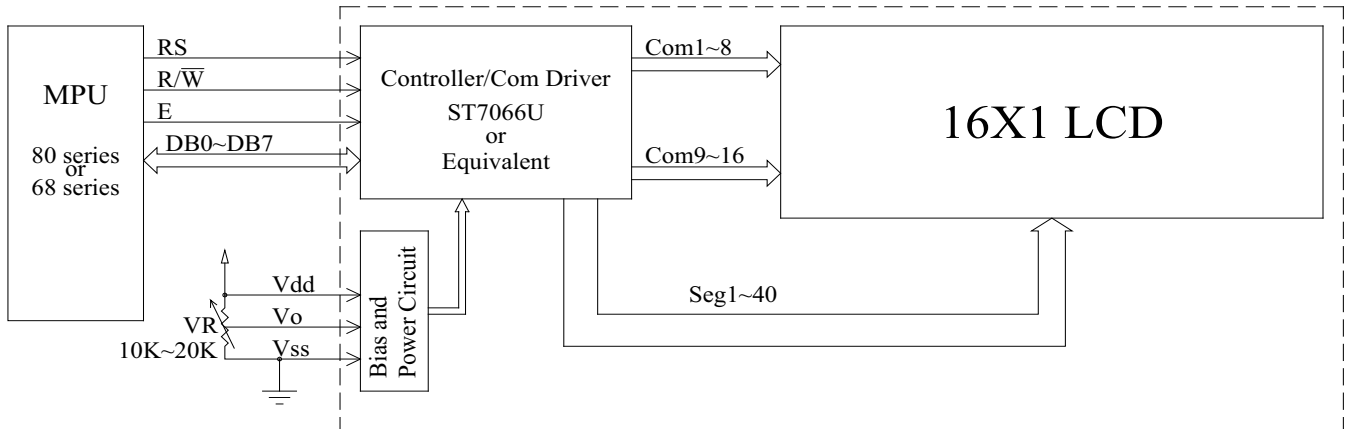 MPU
80 series
or
68 series
RS
R/W̅
E
DB0~DB7
Controller/Com Driver
ST7066U
or
Equivalent
Com1~8
Com9~16
16X1 LCD
Vdd
Vo
Vss
VR
10K~20K
Bias and
Power Circuit
Seg1~40